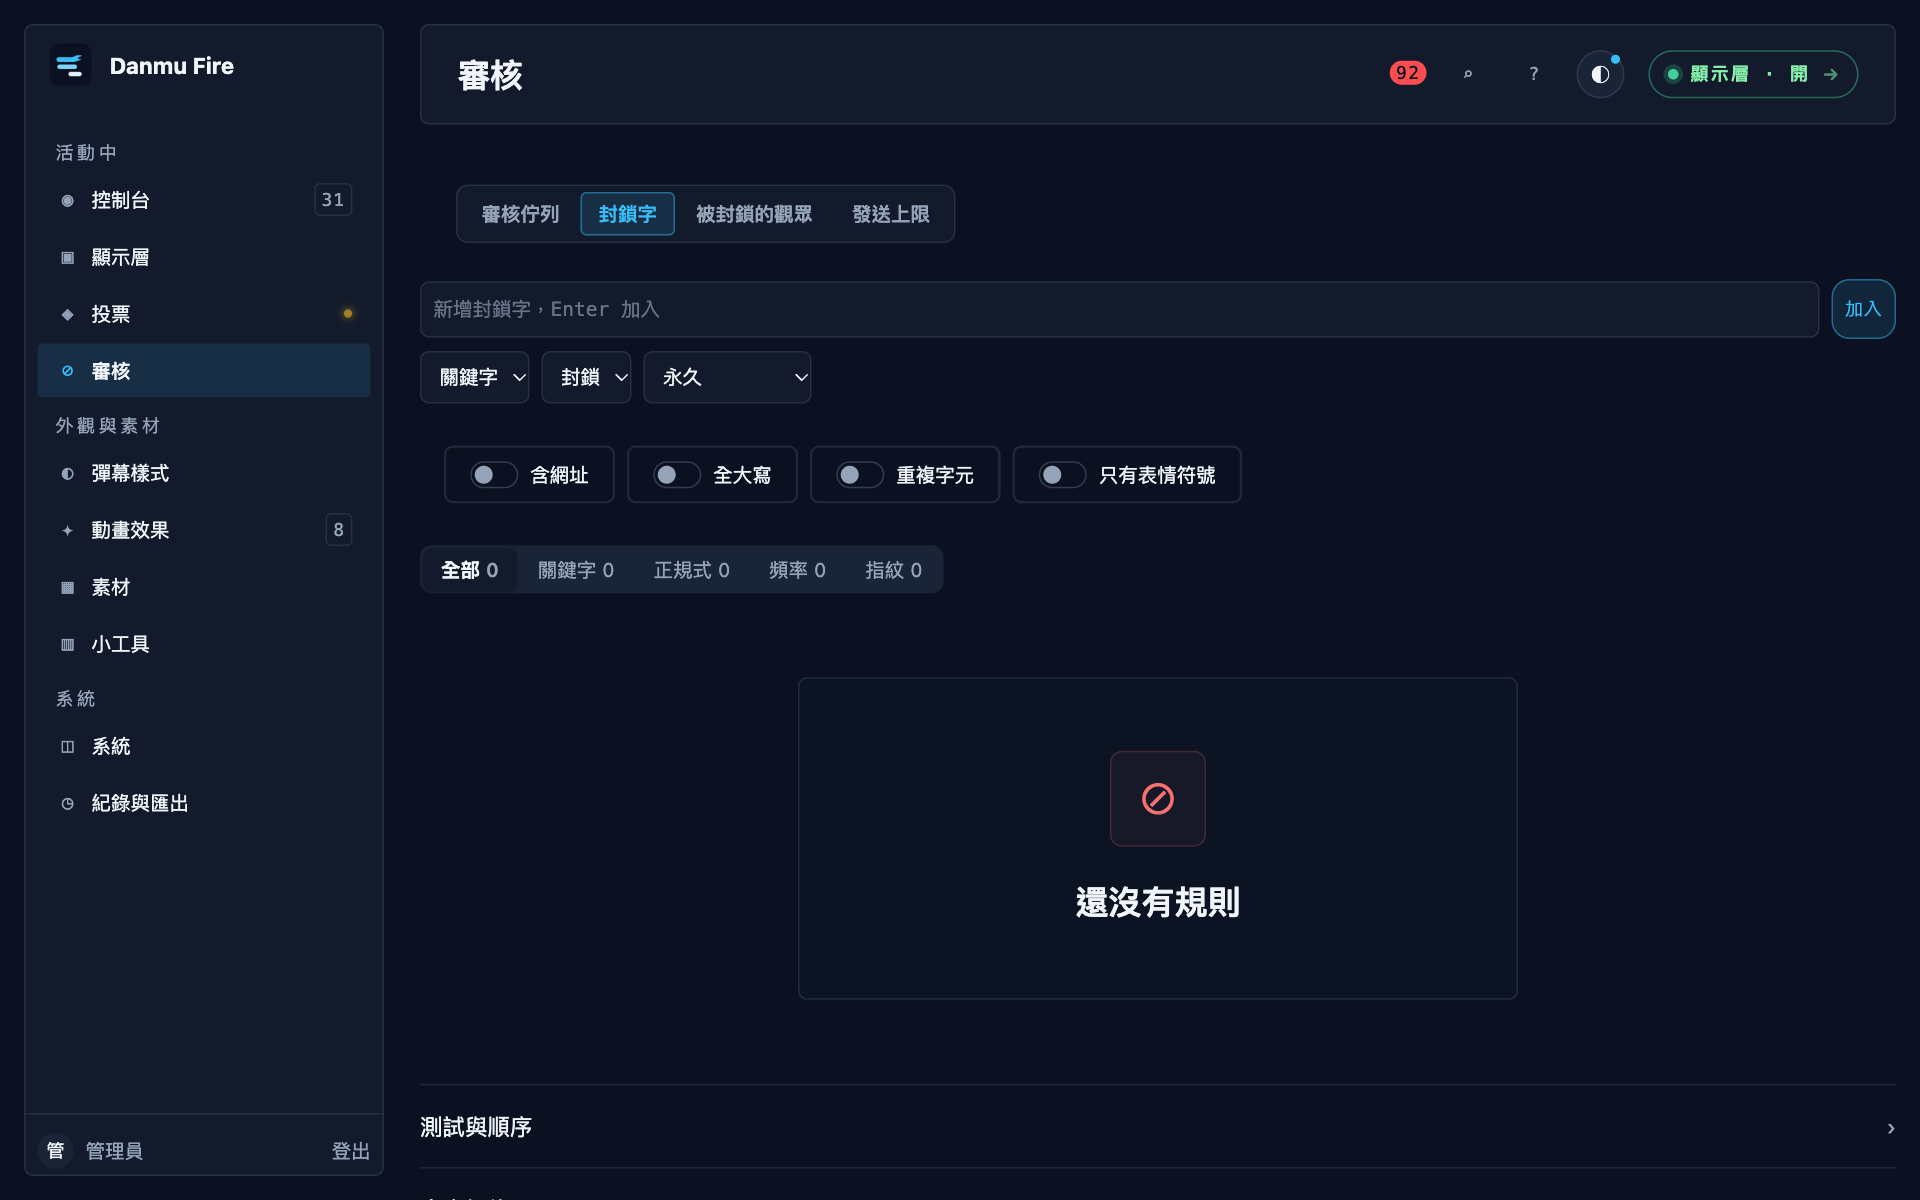 Danmu Fire
活動中
控制台 31
顯示層
投票
審核
外觀與素材
彈幕樣式
動畫效果 8
素材
小工具
系統
系統
紀錄與匯出
管 管理員 登出
審核
92 ? 顯示層 · 開 →
審核佇列 封鎖字 被封鎖的觀眾 發送上限
新增封鎖字，Enter 加入 加入
關鍵字 封鎖 永久
含網址 全大寫 重複字元 只有表情符號
全部 0 關鍵字 0 正規式 0 頻率 0 指紋 0
還沒有規則
測試與順序 ›